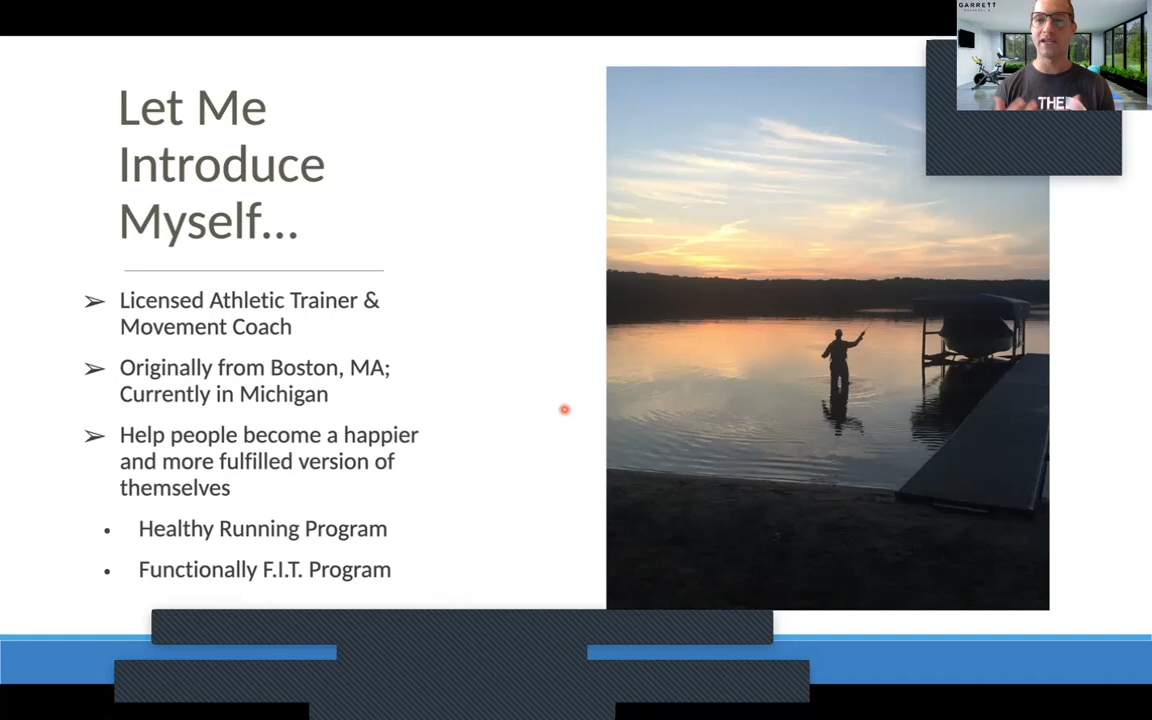 GARRETT
THE
Let Me
Introduce
Myself...
➢ Licensed Athletic Trainer &
Movement Coach
➢ Originally from Boston, MA;
Currently in Michigan
➢ Help people become a happier
and more fulfilled version of
themselves
• Healthy Running Program
• Functionally F.I.T. Program